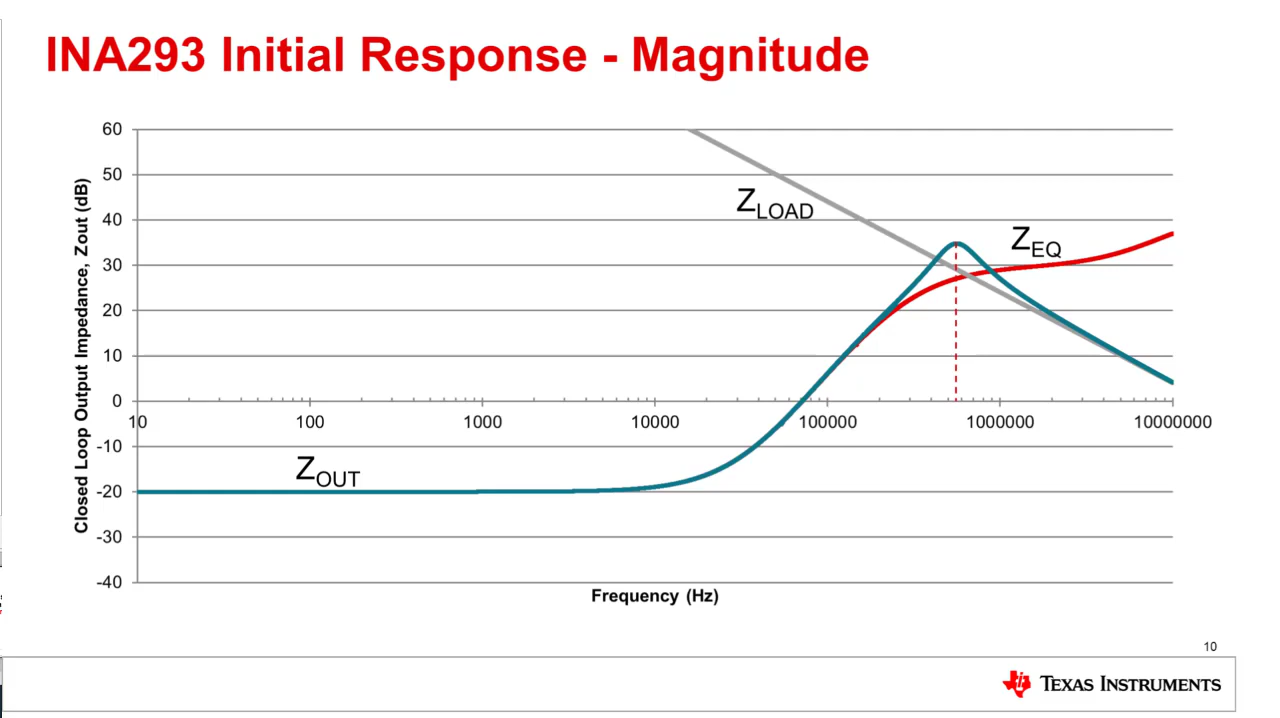 INA293 Initial Response - Magnitude
Closed Loop Output Impedance, Zout (dB)
60
50
40
30
20
10
0
-10
-20
-30
-40
10
100
1000
10000
100000
1000000
10000000
ZLOAD
ZEQ
ZOUT
Frequency (Hz)
10
TEXAS INSTRUMENTS